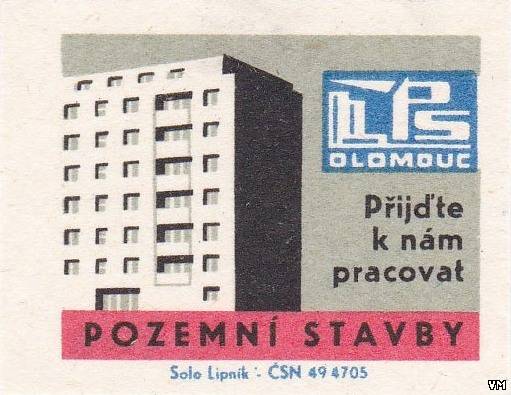 PS
OLOMOUC
Přijďte
k nám
pracovat
POZEMNÍ STAVBY
Solo Lipník - ČSN 49 4705
VM